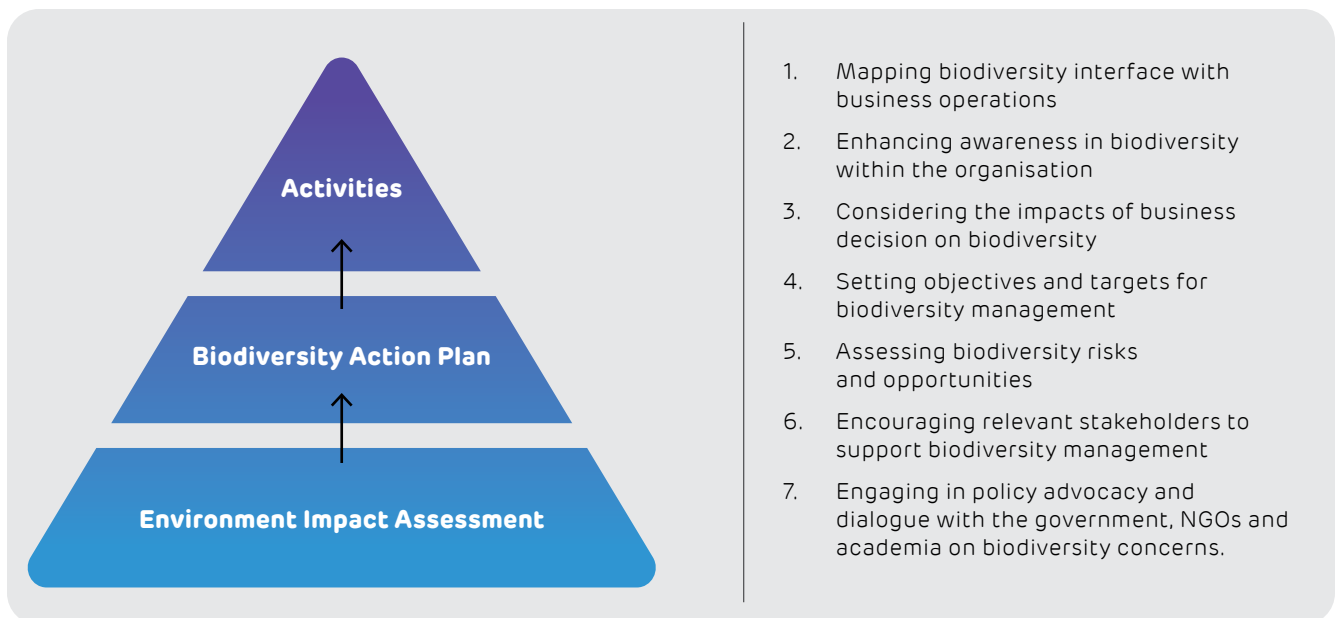 Activities
Biodiversity Action Plan
Environment Impact Assessment
1. Mapping biodiversity interface with
business operations
2. Enhancing awareness in biodiversity
within the organisation
3. Considering the impacts of business
decision on biodiversity
4. Setting objectives and targets for
biodiversity management
5. Assessing biodiversity risks
and opportunities
6. Encouraging relevant stakeholders to
support biodiversity management
7. Engaging in policy advocacy and
dialogue with the government, NGOs and
academia on biodiversity concerns.